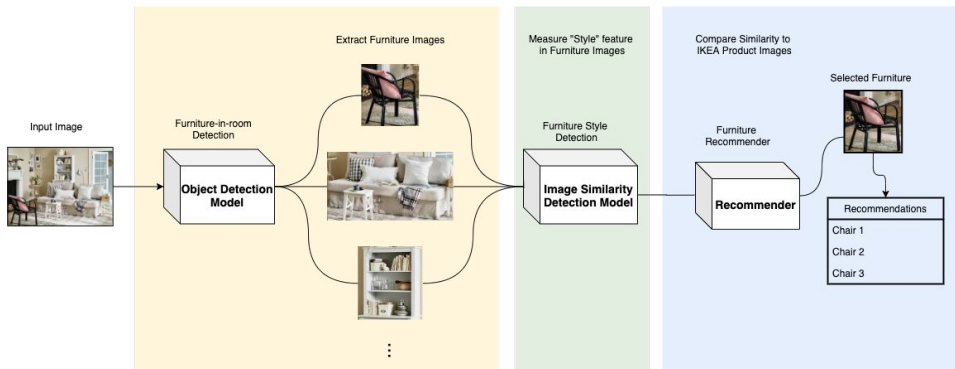 Input Image
Extract Furniture Images
Furniture-in-room
Detection
Object Detection
Model
Measure "Style" feature
in Furniture Images
Furniture Style
Detection
Image Similarity
Detection Model
Compare Similarity to
IKEA Product Images
Furniture
Recommender
Recommender
Selected Furniture
Recommendations
Chair 1
Chair 2
Chair 3